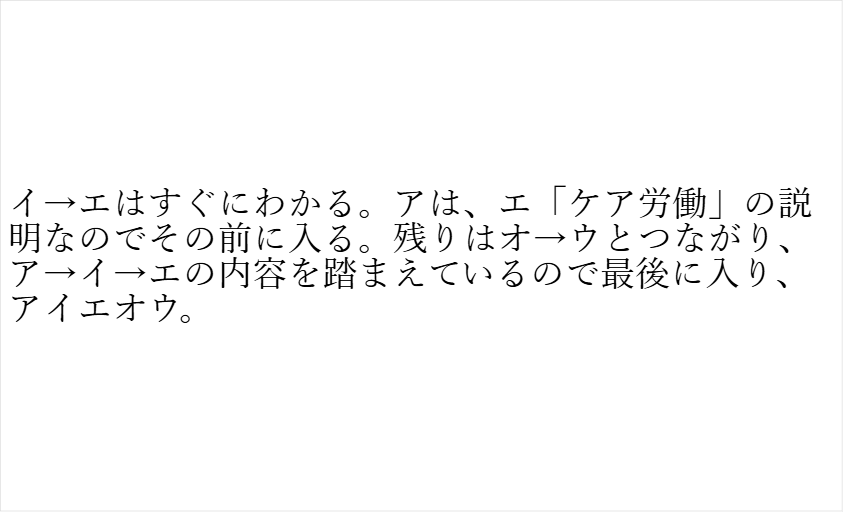 イ→エはすぐにわかる。アは、エ「ケア労働」の説
明なのでその前に入る。残りはオ→ウとつながり、
ア→イ→エの内容を踏まえているので最後に入り、
アイエオウ。